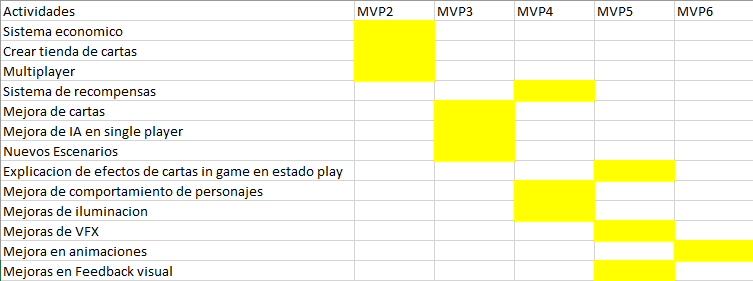 Actividades MVP2 MVP3 MVP4 MVP5 MVP6
Sistema economico
Crear tienda de cartas
Multiplayer
Sistema de recompensas
Mejora de cartas
Mejora de IA en single player
Nuevos Escenarios
Explicacion de efectos de cartas in game en estado play
Mejora de comportamiento de personajes
Mejoras de iluminacion
Mejoras de VFX
Mejora en animaciones
Mejoras en Feedback visual